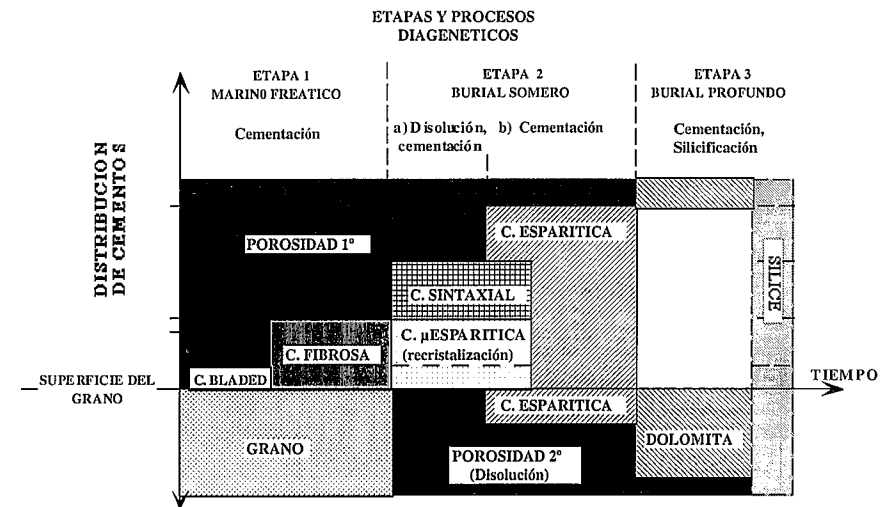 ETAPAS Y PROCESOS
DIAGENETICOS
ETAPA 1
MARINO FREATICO
Cementación
ETAPA 2
BURIAL SOMERO
a) Disolución,
cementación
b) Cementación
ETAPA 3
BURIAL PROFUNDO
Cementación,
Silicificación
DISTRIBUCION
DE CEMENTOS
POROSIDAD 1º
C. ESPARITICA
C. SINTAXIAL
C. µESPARITICA
(recristalización)
C. FIBROSA
C. BLADED
SILICE
TIEMPO
SUPERFICIE DEL
GRANO
C. ESPARITICA
GRANO
POROSIDAD 2º
(Disolución)
DOLOMITA